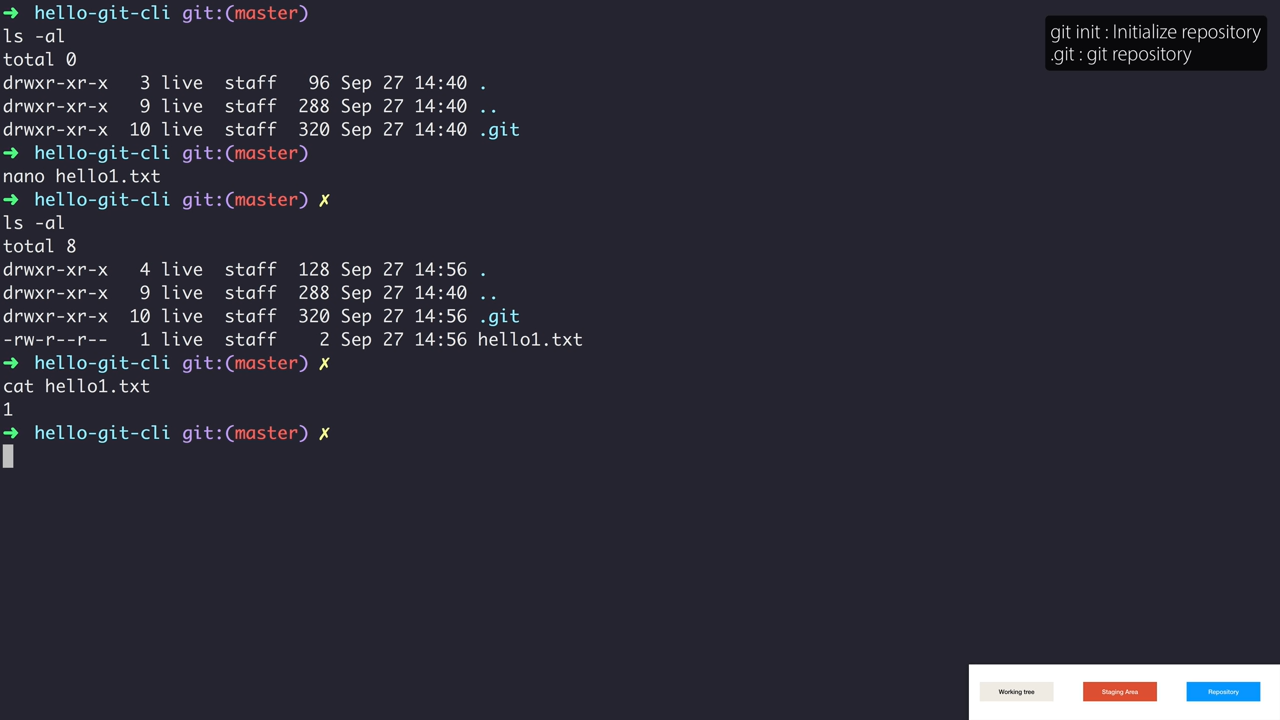 ➜ hello-git-cli git:(master)
ls -al
total 0
drwxr-xr-x 3 live staff 96 Sep 27 14:40 .
drwxr-xr-x 9 live staff 288 Sep 27 14:40 ..
drwxr-xr-x 10 live staff 320 Sep 27 14:40 .git
➜ hello-git-cli git:(master)
nano hello1.txt
➜ hello-git-cli git:(master) ✗
ls -al
total 8
drwxr-xr-x 4 live staff 128 Sep 27 14:56 .
drwxr-xr-x 9 live staff 288 Sep 27 14:40 ..
drwxr-xr-x 10 live staff 320 Sep 27 14:56 .git
-rw-r--r-- 1 live staff 2 Sep 27 14:56 hello1.txt
➜ hello-git-cli git:(master) ✗
cat hello1.txt
1
➜ hello-git-cli git:(master) ✗
git init : Initialize repository
.git : git repository
Working tree
Staging Area
Repository